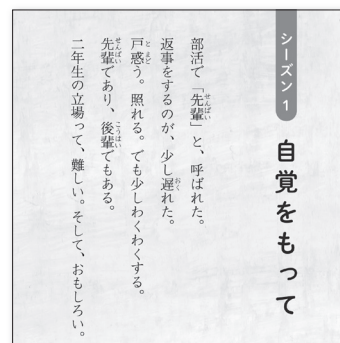 シーズン1
自覚をもって
部活で「先輩」と、呼ばれた。
返事をするのが、少し遅れた。
戸惑う。照れる。でも少しわくわくする。
先輩であり、後輩でもある。
二年生の立場って、難しい。そして、おもしろい。